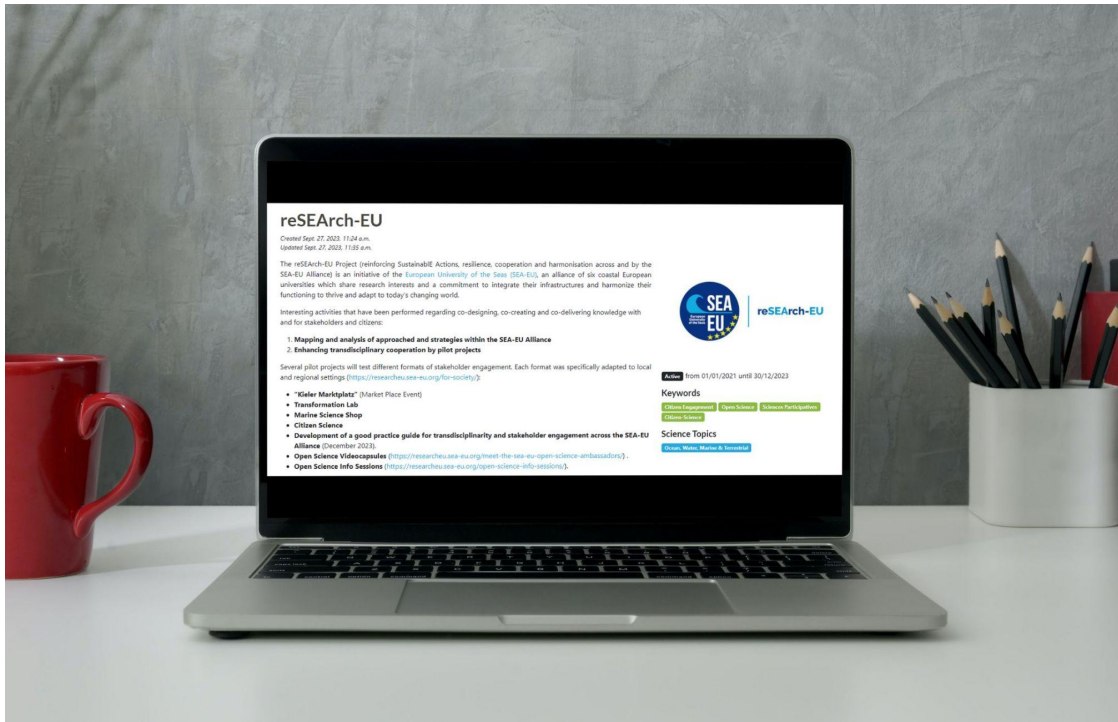 reSEArch-EU
Created Sept. 27, 2023, 11:24 a.m.
Updated Sept. 27, 2023, 11:35 a.m.
The reSEArch-EU Project (reinforcing SustainablE Actions, resilience, cooperation and harmonisation across and by the
SEA-EU Alliance) is an initiative of the European University of the Seas (SEA-EU), an alliance of six coastal European
universities which share research interests and a commitment to integrate their infrastructures and harmonize their
functioning to thrive and adapt to today's changing world.
Interesting activities that have been performed regarding co-designing, co-creating and co-delivering knowledge with
and for stakeholders and citizens:
1. Mapping and analysis of approached and strategies within the SEA-EU Alliance
2. Enhancing transdisciplinary cooperation by pilot projects
Several pilot projects will test different formats of stakeholder engagement. Each format was specifically adapted to local
and regional settings (https://researcheu.sea-eu.org/for-society/):
• "Kieler Marktplatz" (Market Place Event)
• Transformation Lab
• Marine Science Shop
• Citizen Science
• Development of a good practice guide for transdisciplinarity and stakeholder engagement across the SEA-EU
Alliance (December 2023).
• Open Science Videocapsules (https://researcheu.sea-eu.org/meet-the-sea-eu-open-science-ambassadors/) .
• Open Science Info Sessions (https://researcheu.sea-eu.org/open-science-info-sessions/).
SEA
European University of the Seas
EU
reSEArch-EU
Active from 01/01/2021 until 30/12/2023
Keywords
Citizen Engagement Open Science Sciences Participatives
Citizen Science
Science Topics
Ocean, Water, Marine & Terrestrial